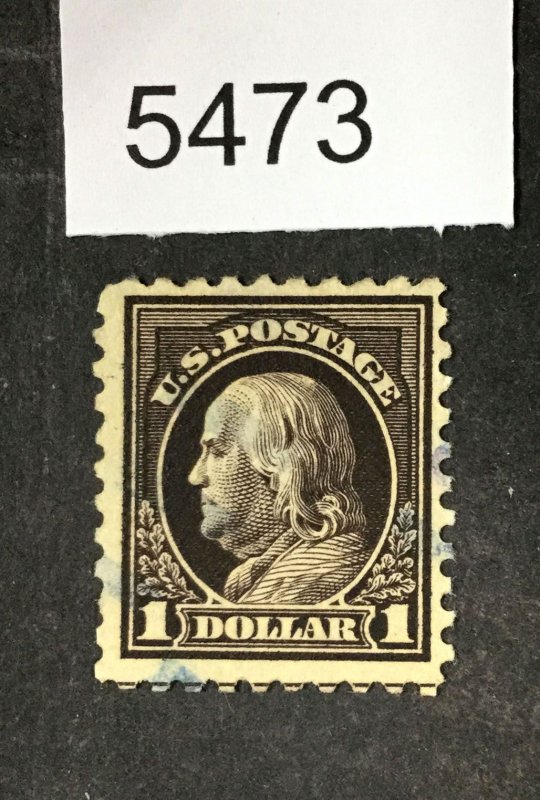 5473
U.S. POSTAGE
1 DOLLAR 1